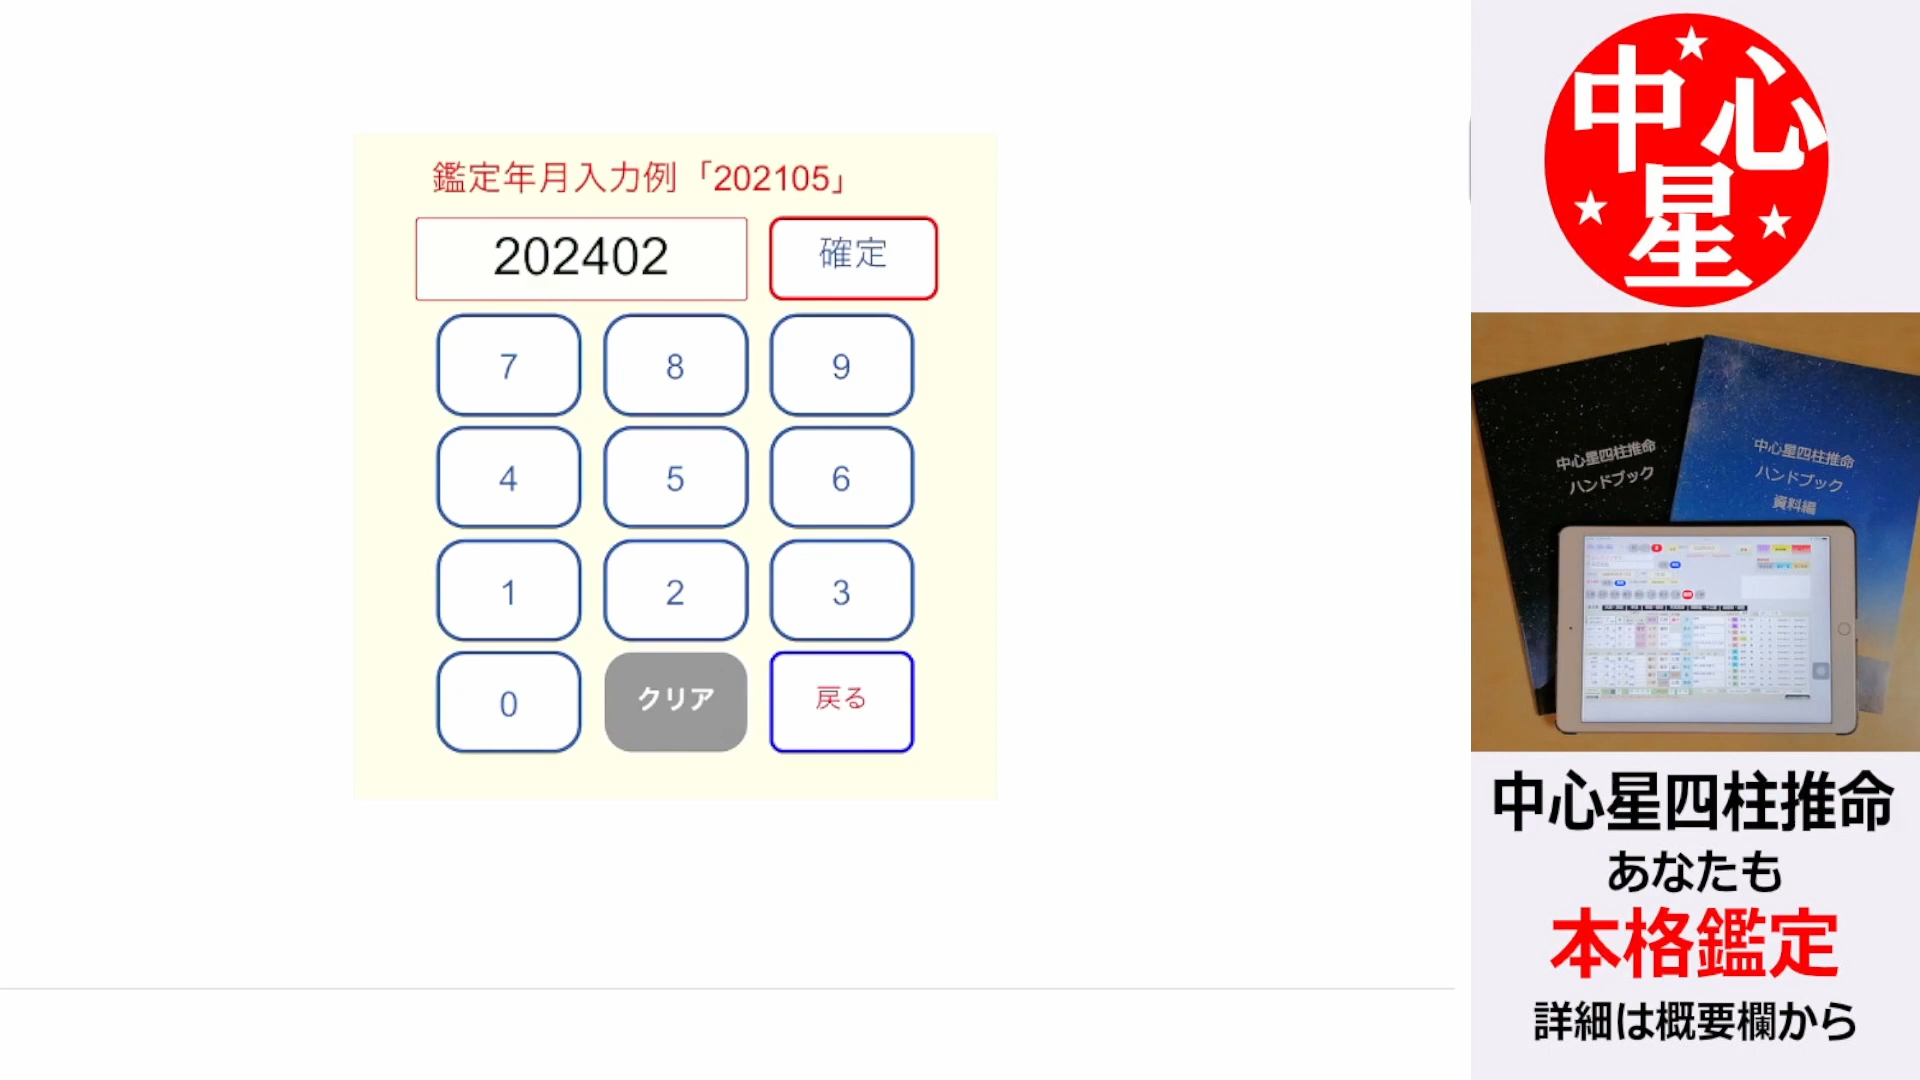 鑑定年月入力例「202105」
202402
確定
7
8
9
4
5
6
1
2
3
0
クリア
戻る
中心
星
中心星四柱推命
ハンドブック
中心星四柱推命
ハンドブック
資料編
中心星四柱推命
あなたも
本格鑑定
詳細は概要欄から